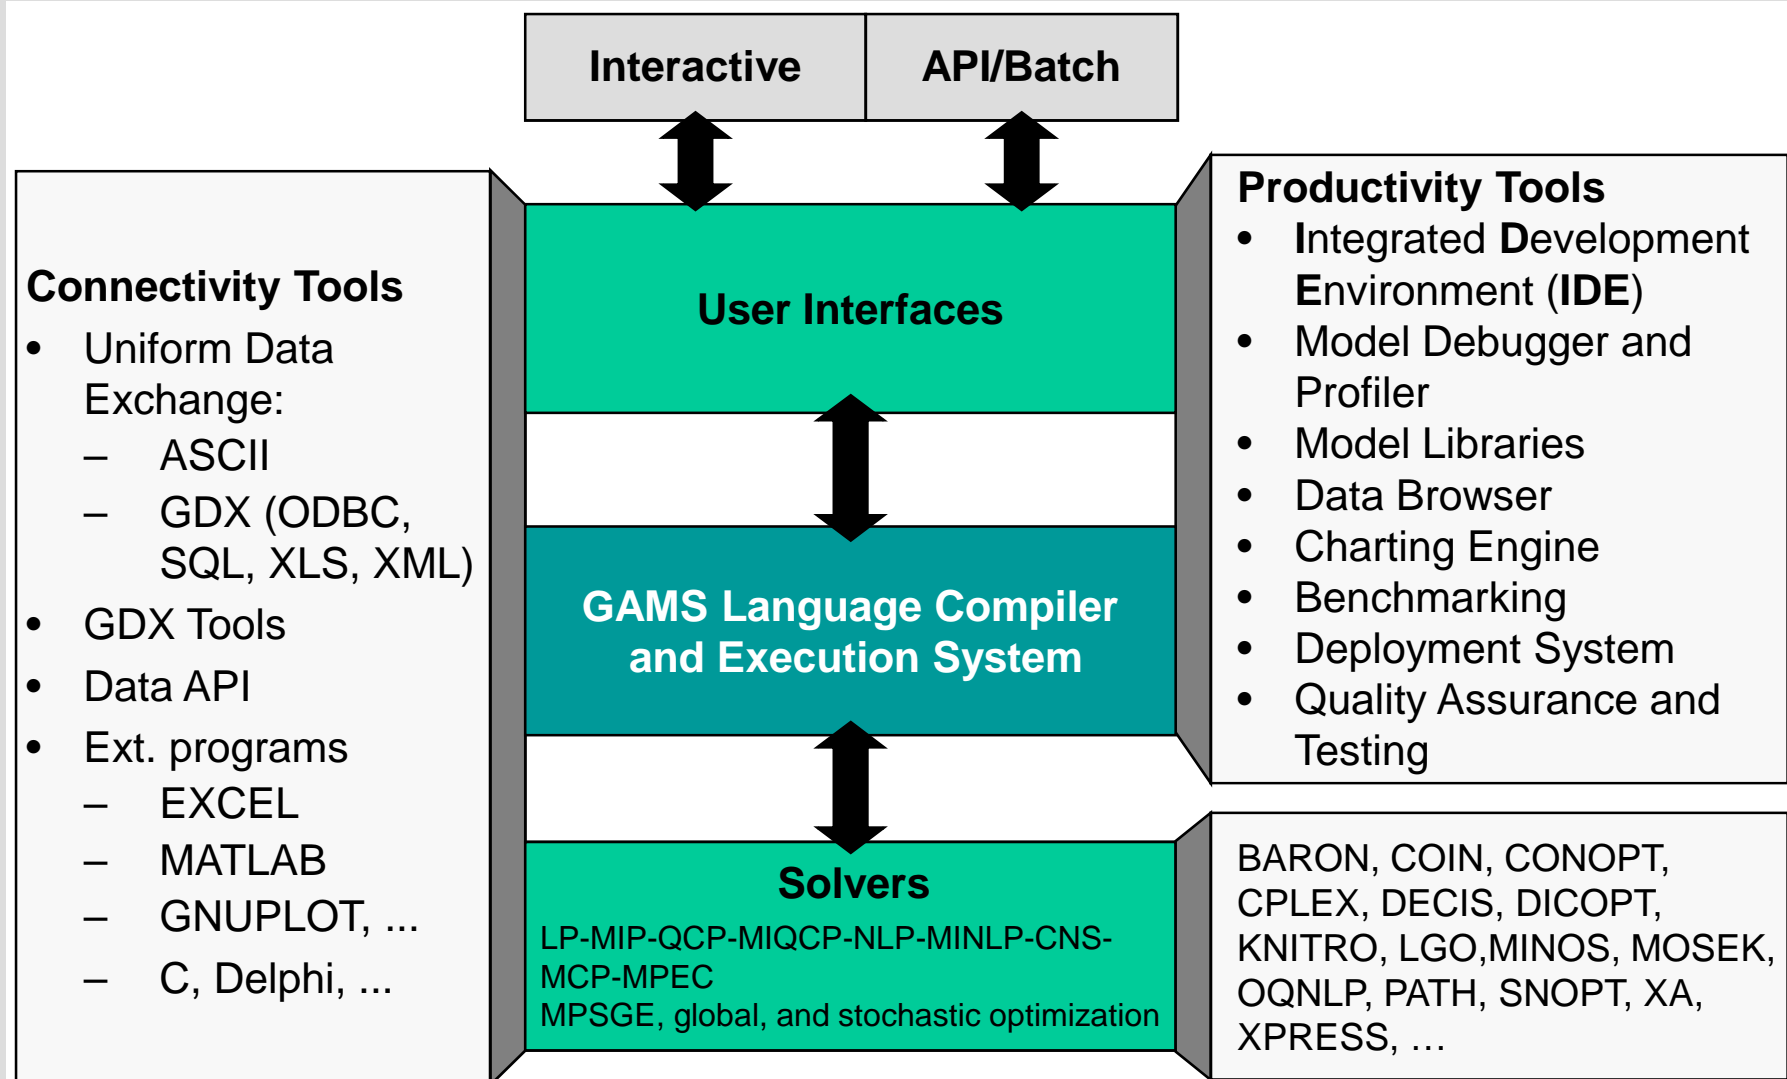 Interactive
API/Batch
Connectivity Tools
• Uniform Data
Exchange:
– ASCII
– GDX (ODBC,
SQL, XLS, XML)
• GDX Tools
• Data API
• Ext. programs
– EXCEL
– MATLAB
– GNUPLOT, ...
– C, Delphi, ...
User Interfaces
GAMS Language Compiler
and Execution System
Solvers
LP-MIP-QCP-MIQCP-NLP-MINLP-CNS-
MCP-MPEC
MPSGE, global, and stochastic optimization
Productivity Tools
• Integrated Development
Environment (IDE)
• Model Debugger and
Profiler
• Model Libraries
• Data Browser
• Charting Engine
• Benchmarking
• Deployment System
• Quality Assurance and
Testing
BARON, COIN, CONOPT,
CPLEX, DECIS, DICOPT,
KNITRO, LGO,MINOS, MOSEK,
OQNLP, PATH, SNOPT, XA,
XPRESS, …